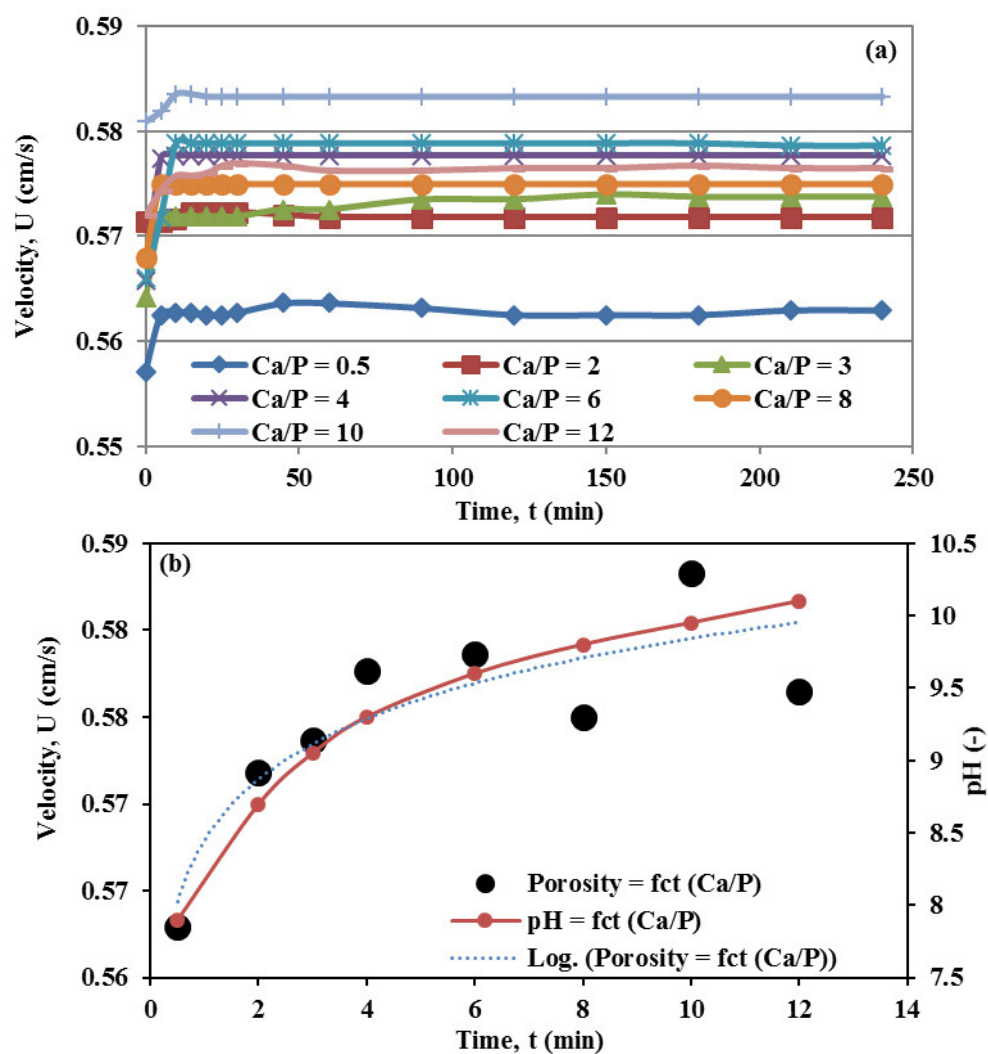 0.59
(a)
0.58
0.57
0.56
0.55
Velocity, U (cm/s)
Ca/P = 0.5
Ca/P = 2
Ca/P = 3
Ca/P = 4
Ca/P = 6
Ca/P = 8
Ca/P = 10
Ca/P = 12
0 50 100 150 200 250
Time, t (min)
(b)
0.59
0.58
0.58
0.57
0.57
0.56
Velocity, U (cm/s)
10.5
10
9.5
9
8.5
8
7.5
pH (-)
Porosity = fct (Ca/P)
pH = fct (Ca/P)
Log. (Porosity = fct (Ca/P))
0 2 4 6 8 10 12 14
Time, t (min)